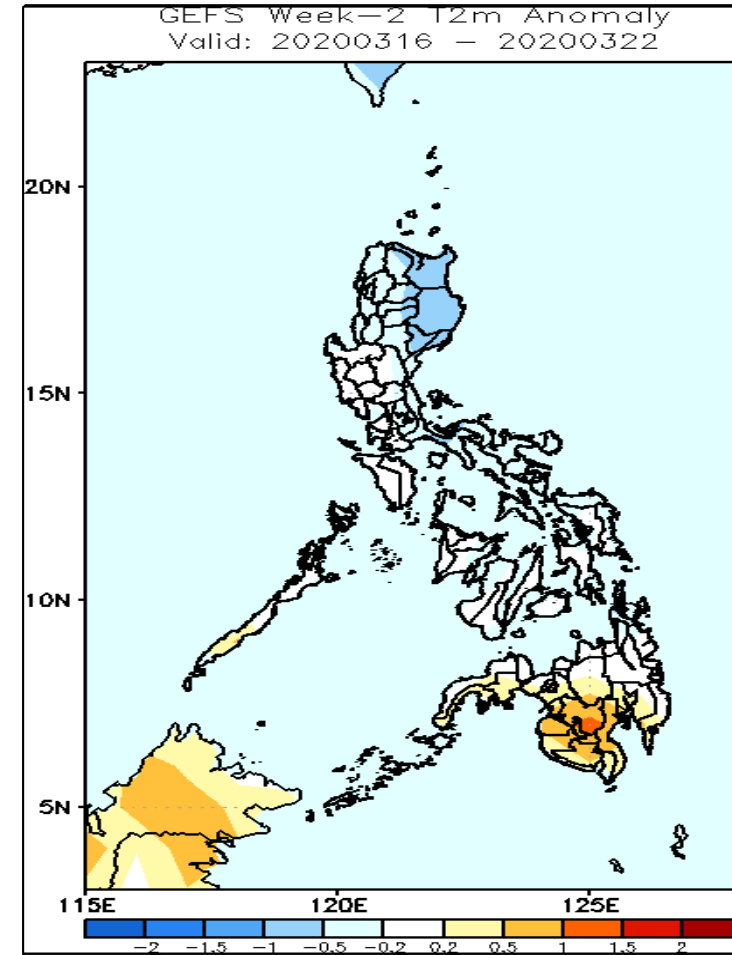 GEFS Week-2 T2m Anomaly
Valid: 20200316 - 20200322
20N
15N
10N
5N
115E 120E 125E
-2 -1.5 -1 -0.5 -0.2 0.2 0.5 1 1.5 2